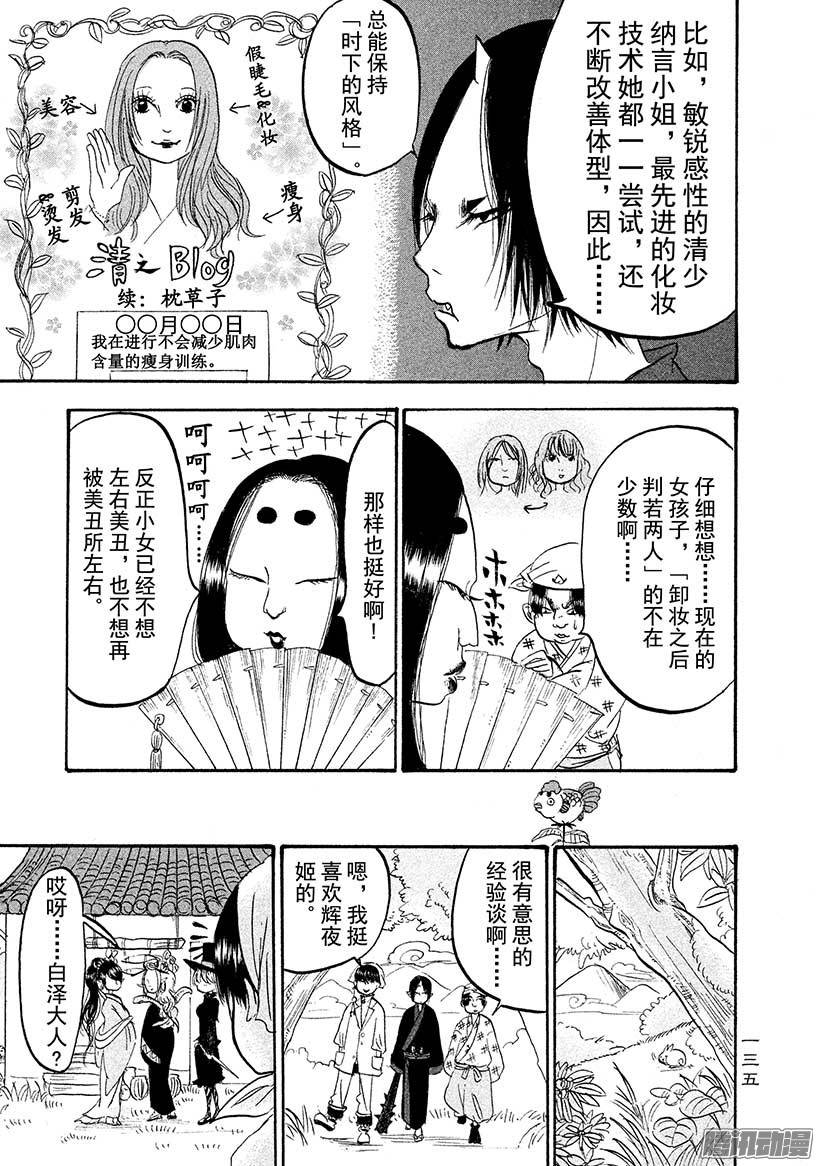 比如，敏锐感性的清少
纳言小姐，最先进的化妆
技术她都一一尝试，还
不断改善体型，因此……
总能保持
「时下的风格」。
假睫毛&化妆
美容
剪发
&烫发
瘦身
清之Blog
续：枕草子
○○月○○日
我在进行不会减少肌肉
含量的瘦身训练。
仔细想想……现在的
女孩子，「卸妆之后
判若两人」的不在
少数啊……
ホホホホ
那样也挺好啊！
呵呵呵呵……
反正小女已经不想
左右美丑，也不想再
被美丑所左右。
很有意思的
经验谈啊……
嗯，我挺
喜欢辉夜
姬的。
哎呀……白泽大人？
一三五
腾讯动漫